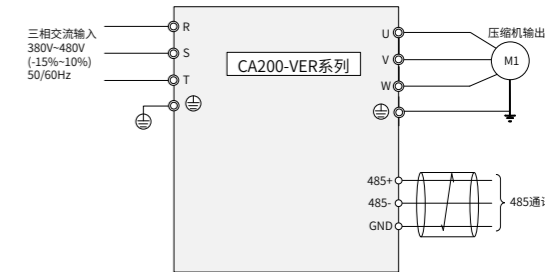 三相交流输入
380V~480V
(-15%~10%)
50/60Hz
R
S
T
CA200-VER系列
U
V
W
压缩机输出
M1
485+
485-
GND
485通